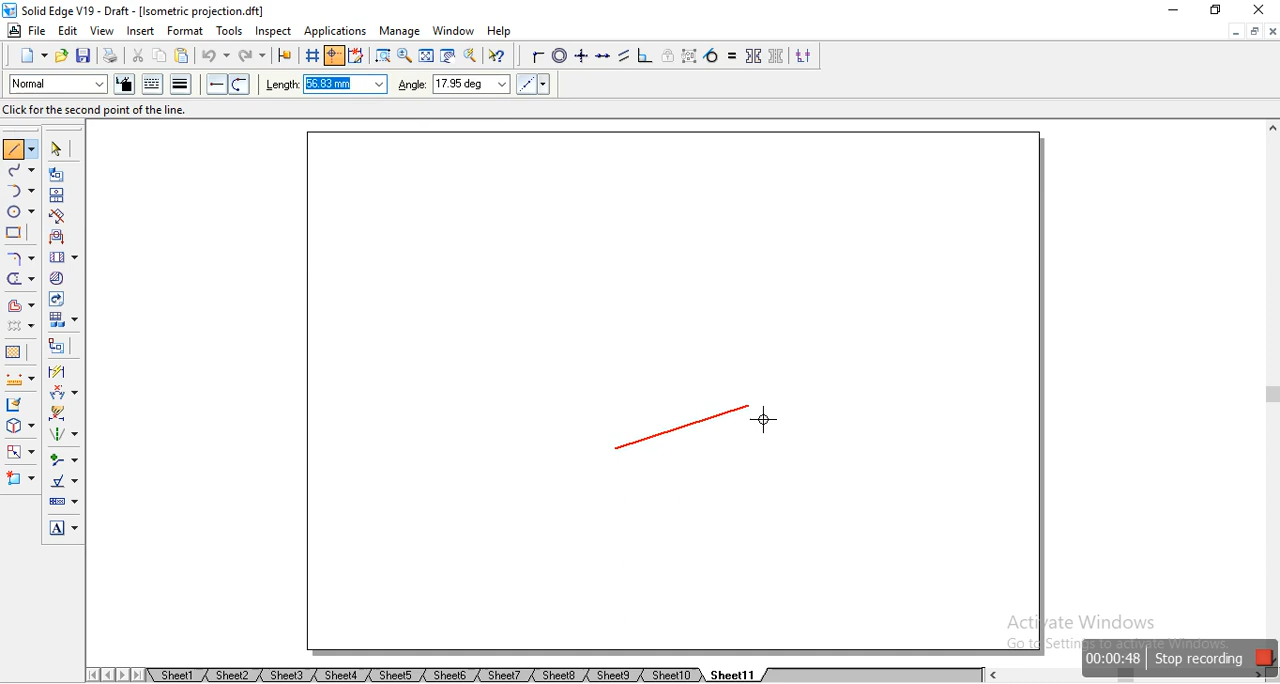 Solid Edge V19 - Draft - [Isometric projection.dft]
File Edit View Insert Format Tools Inspect Applications Manage Window Help
Normal Length: 56.83 mm Angle: 17.95 deg
Click for the second point of the line.
A
Activate Windows
Go to Settings to activate Windows.
00:00:48 Stop recording
Sheet1 Sheet2 Sheet3 Sheet4 Sheet5 Sheet6 Sheet7 Sheet8 Sheet9 Sheet10 Sheet11